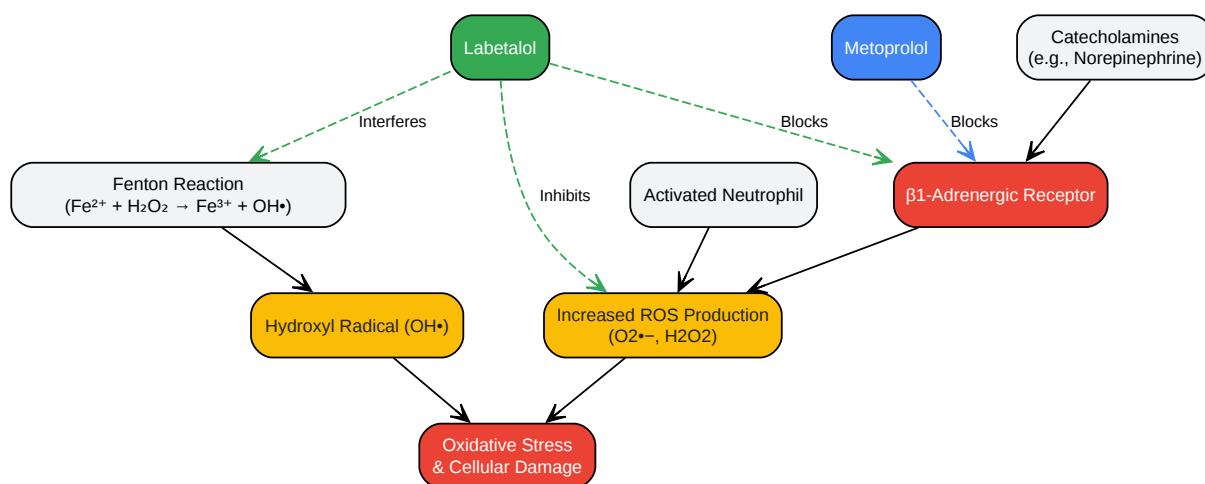 Labetalol
Metoprolol
Catecholamines
(e.g., Norepinephrine)
Interferes
Blocks
Blocks
Fenton Reaction
(Fe²⁺ + H₂O₂ → Fe³⁺ + OH•)
Inhibits
Activated Neutrophil
β1-Adrenergic Receptor
Hydroxyl Radical (OH•)
Increased ROS Production
(O2•−, H2O2)
Oxidative Stress
& Cellular Damage